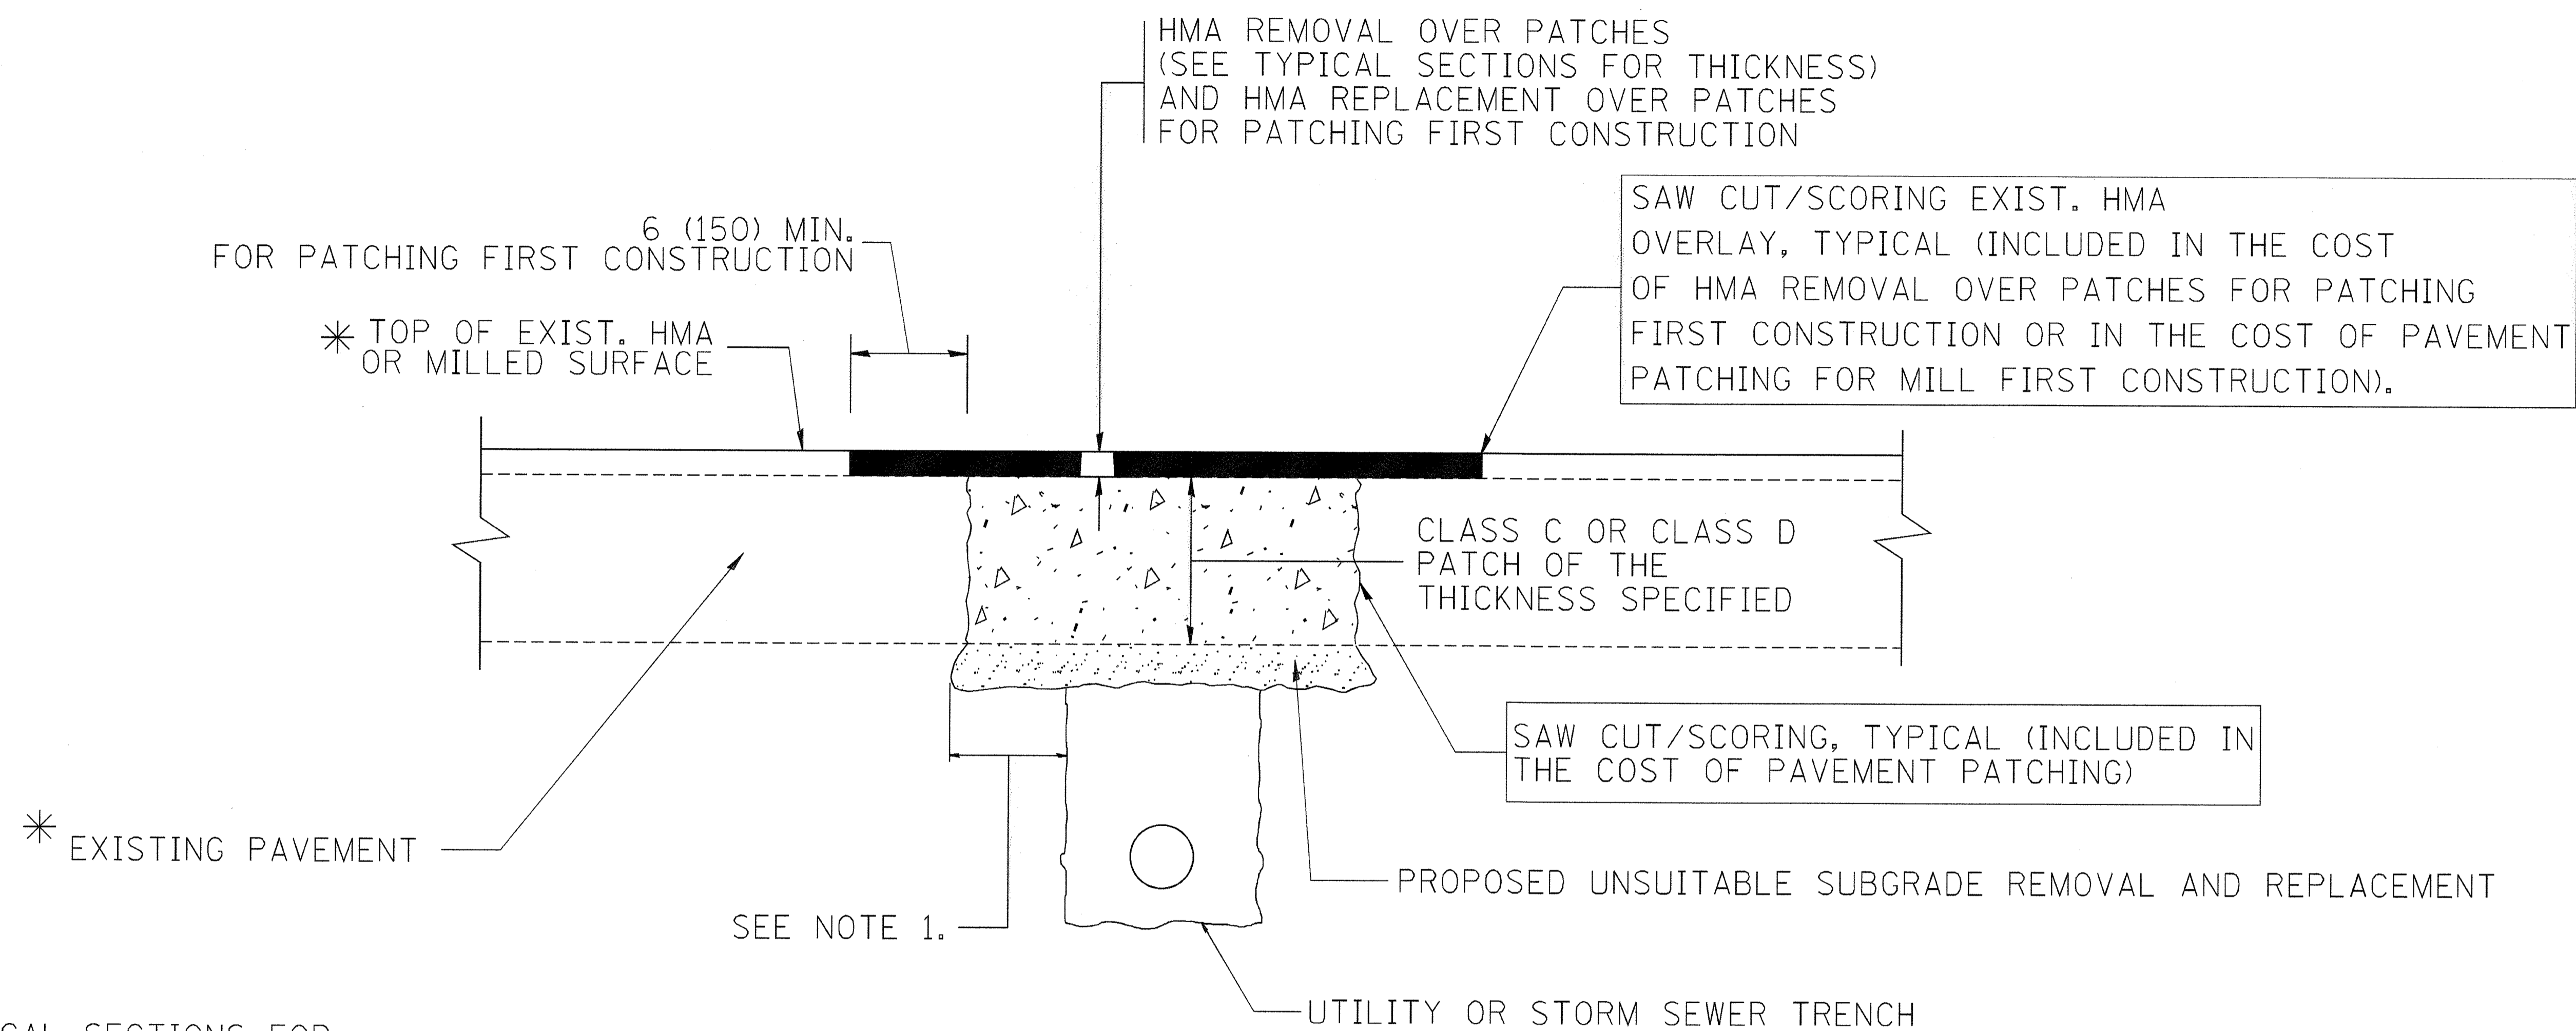 HMA REMOVAL OVER PATCHES
(SEE TYPICAL SECTIONS FOR THICKNESS)
AND HMA REPLACEMENT OVER PATCHES
FOR PATCHING FIRST CONSTRUCTION
SAW CUT/SCORING EXIST. HMA
OVERLAY, TYPICAL (INCLUDED IN THE COST
OF HMA REMOVAL OVER PATCHES FOR PATCHING
FIRST CONSTRUCTION OR IN THE COST OF PAVEMENT
PATCHING FOR MILL FIRST CONSTRUCTION).
6 (150) MIN.
FOR PATCHING FIRST CONSTRUCTION
* TOP OF EXIST. HMA
OR MILLED SURFACE
CLASS C OR CLASS D
PATCH OF THE
THICKNESS SPECIFIED
SAW CUT/SCORING, TYPICAL (INCLUDED IN
THE COST OF PAVEMENT PATCHING)
* EXISTING PAVEMENT
PROPOSED UNSUITABLE SUBGRADE REMOVAL AND REPLACEMENT
SEE NOTE 1.
UTILITY OR STORM SEWER TRENCH
SECTIONS FOR